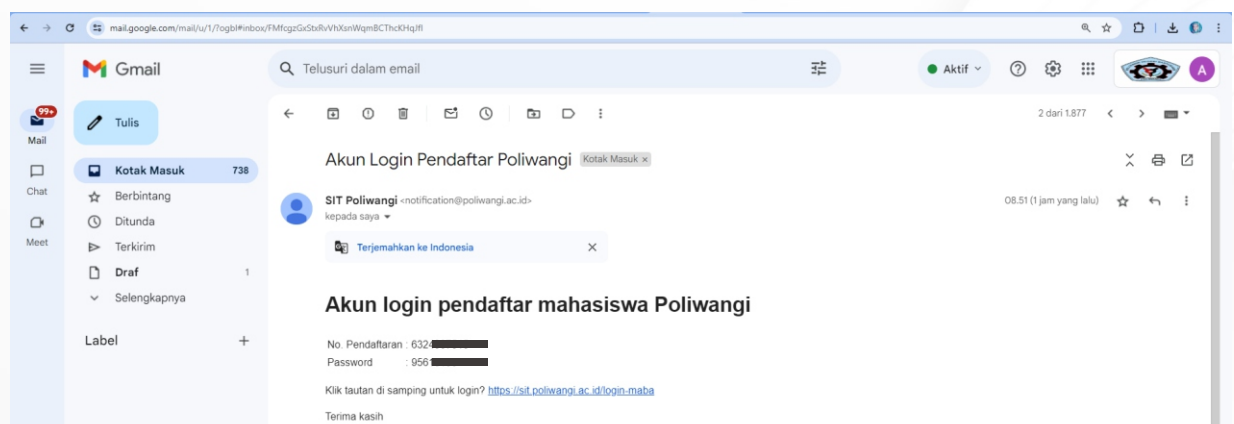 mail.google.com/mail/u/1/?ogbl#inbox/FMfcgzGxStxRvVhXsnWqmBCThcKHqJfl
Gmail
Telusuri dalam email
Aktif
A
99+
Mail
Chat
Meet
Tulis
Kotak Masuk 738
Berbintang
Ditunda
Terkirim
Draf 1
Selengkapnya
Label +
2 dari 1.877
Akun Login Pendaftar Poliwangi Kotak Masuk ×
SIT Poliwangi <notification@poliwangi.ac.id>
08.51 (1 jam yang lalu)
kepada saya
Terjemahkan ke Indonesia
Akun login pendaftar mahasiswa Poliwangi
No. Pendaftaran : 6324
Password : 9561
Klik tautan di samping untuk login? https://sit.poliwangi.ac.id/login-maba
Terima kasih